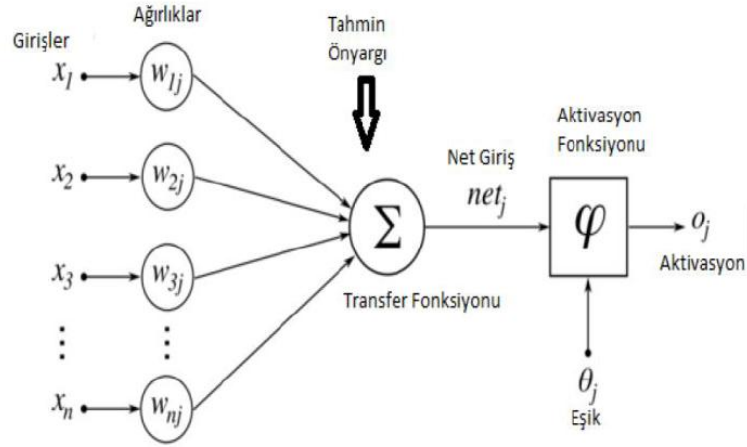 Girişler
Ağırlıklar
x1
w1j
x2
w2j
x3
w3j
⋮
⋮
xn
wnj
Tahmin
Önyargı
Σ
Transfer Fonksiyonu
Net Giriş
netj
Aktivasyon
Fonksiyonu
φ
oj
Aktivasyon
θj
Eşik